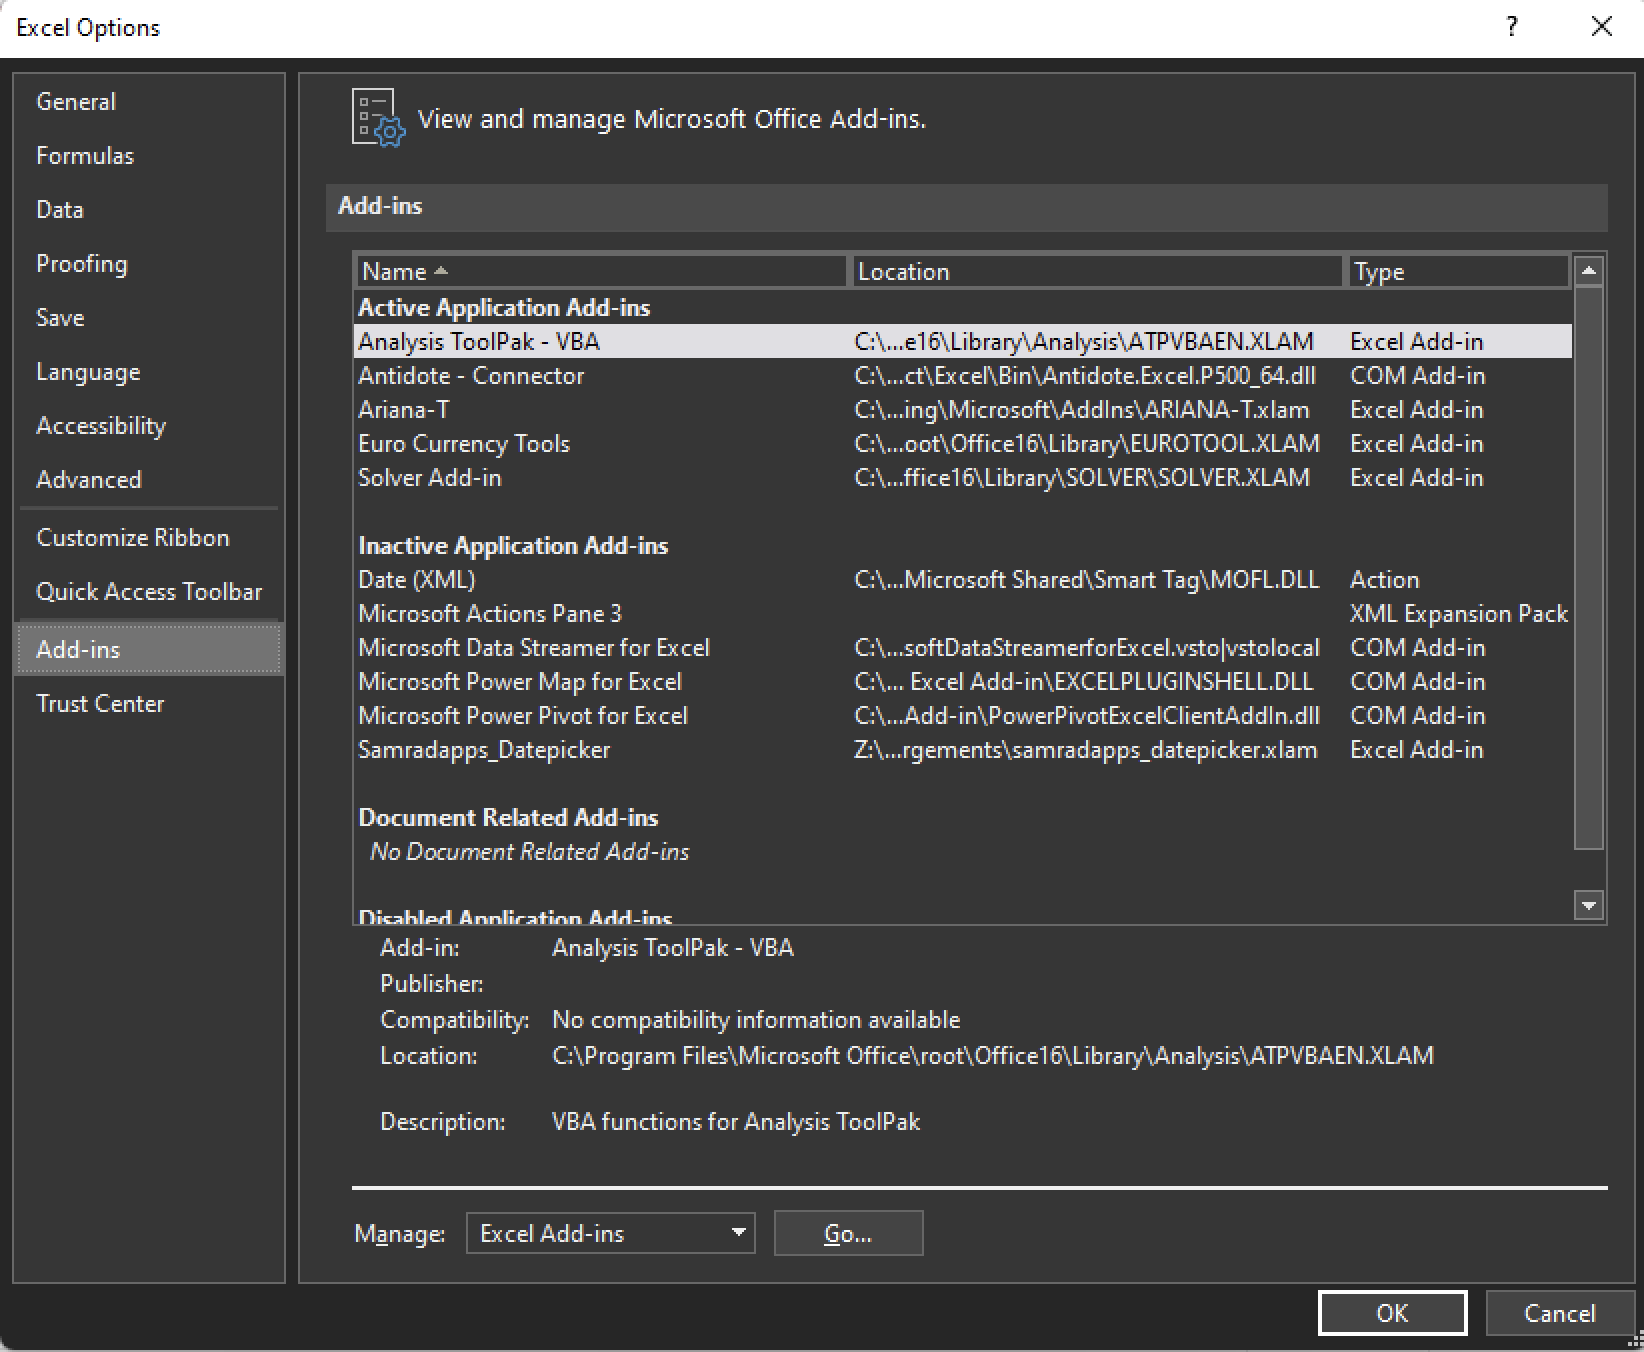 Excel Options
?
General
Formulas
Data
Proofing
Save
Language
Accessibility
Advanced
Customize Ribbon
Quick Access Toolbar
Add-ins
Trust Center
View and manage Microsoft Office Add-ins.
Add-ins
Name Location Type
Active Application Add-ins
Analysis ToolPak - VBA C:\...e16\Library\Analysis\ATPVBAEN.XLAM Excel Add-in
Antidote - Connector C:\...ct\Excel\Bin\Antidote.Excel.P500_64.dll COM Add-in
Ariana-T C:\...ing\Microsoft\AddIns\ARIANA-T.xlam Excel Add-in
Euro Currency Tools C:\...oot\Office16\Library\EUROTOOL.XLAM Excel Add-in
Solver Add-in C:\...ffice16\Library\SOLVER\SOLVER.XLAM Excel Add-in
Inactive Application Add-ins
Date (XML) C:\...Microsoft Shared\Smart Tag\MOFL.DLL Action
Microsoft Actions Pane 3 XML Expansion Pack
Microsoft Data Streamer for Excel C:\...softDataStreamerforExcel.vsto|vstolocal COM Add-in
Microsoft Power Map for Excel C:\... Excel Add-in\EXCELPLUGINSHELL.DLL COM Add-in
Microsoft Power Pivot for Excel C:\...Add-in\PowerPivotExcelClientAddIn.dll COM Add-in
Samradapps_Datepicker Z:\...rgements\samradapps_datepicker.xlam Excel Add-in
Document Related Add-ins
No Document Related Add-ins
Disabled Application Add-ins
Add-in: Analysis ToolPak - VBA
Publisher:
Compatibility: No compatibility information available
Location: C:\Program Files\Microsoft Office\root\Office16\Library\Analysis\ATPVBAEN.XLAM
Description: VBA functions for Analysis ToolPak
Manage: Excel Add-ins Go...
OK Cancel